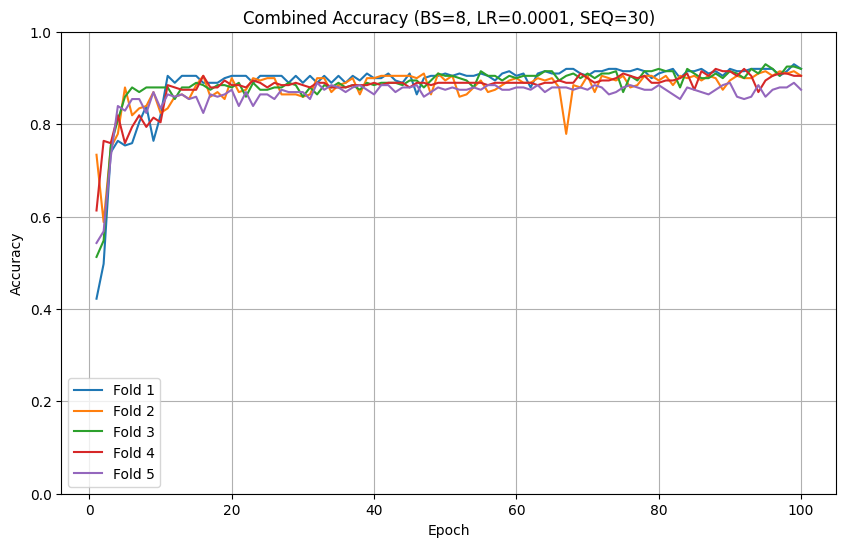 Combined Accuracy (BS=8, LR=0.0001, SEQ=30)
Accuracy
1.0
0.8
0.6
0.4
0.2
0.0
Fold 1
Fold 2
Fold 3
Fold 4
Fold 5
0 20 40 60 80 100
Epoch